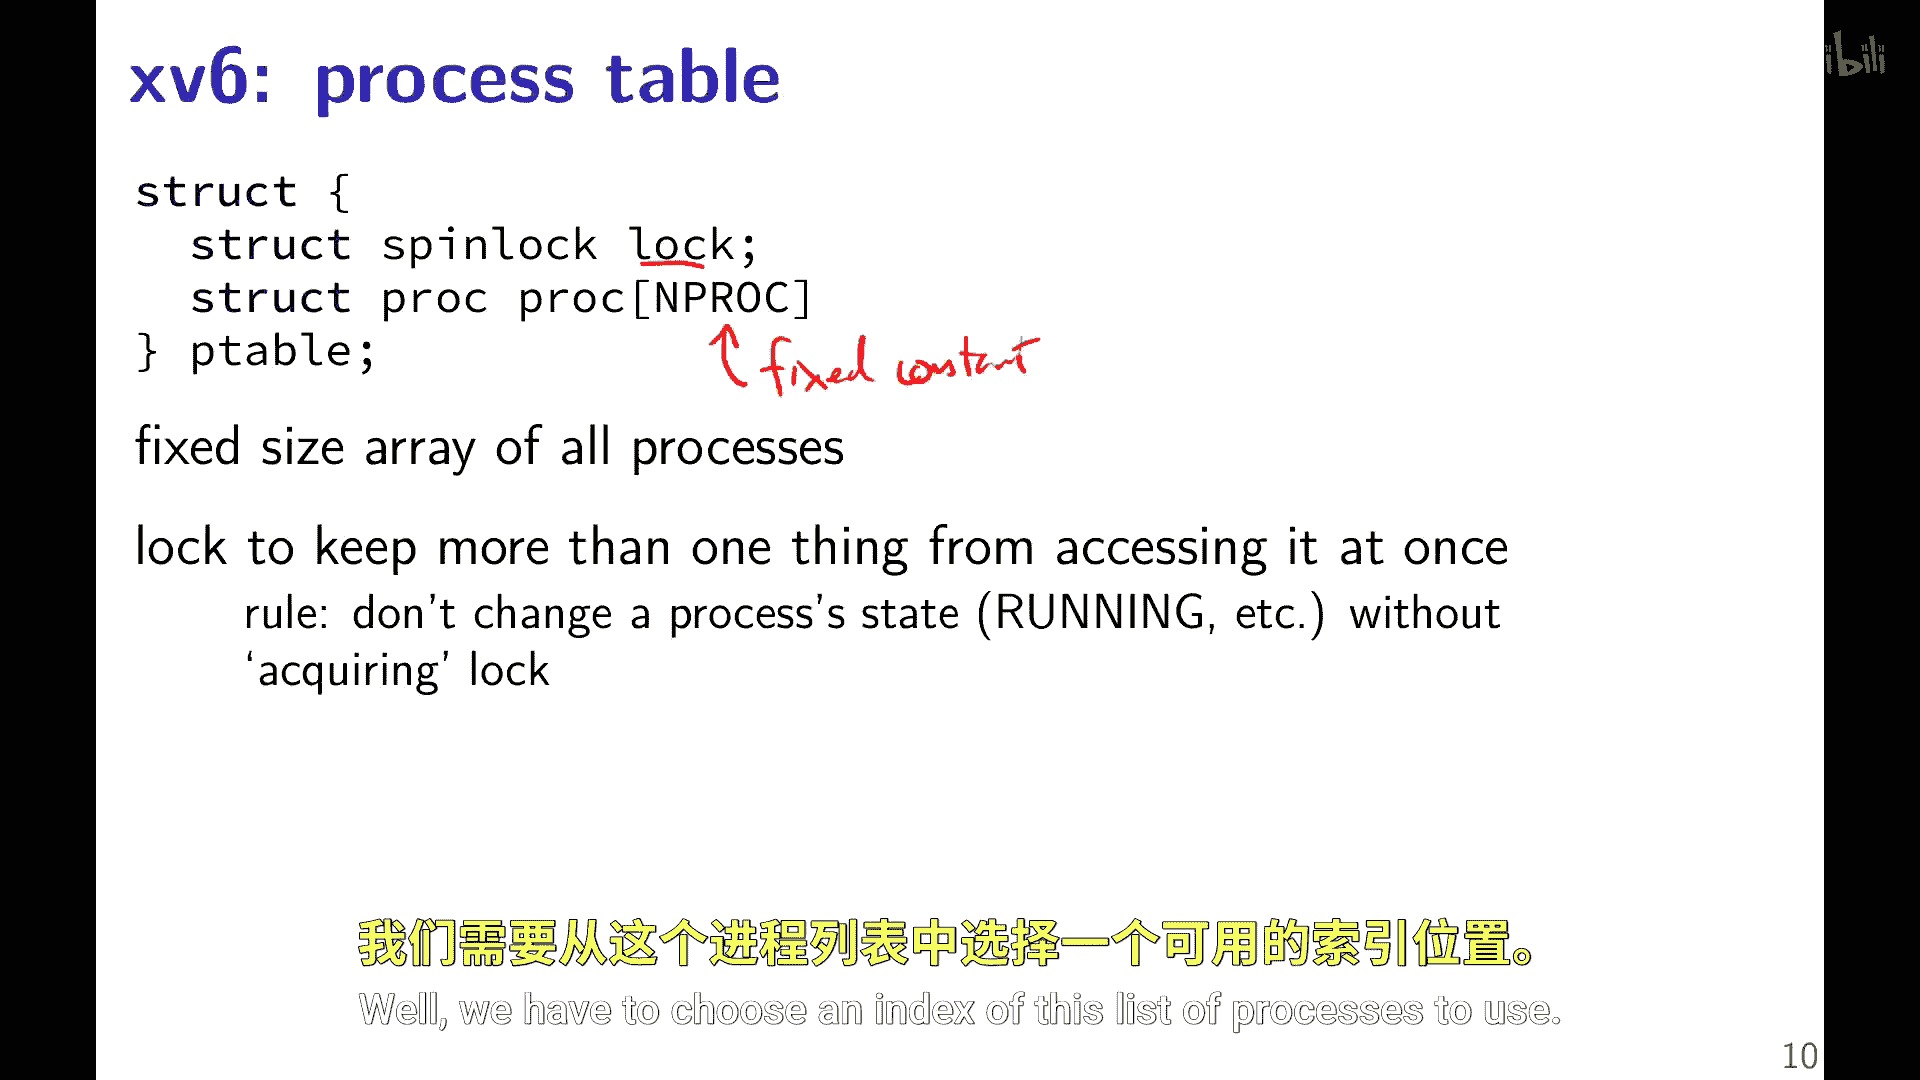 xv6: process table
struct {
struct spinlock lock;
struct proc proc[NPROC]
} ptable;
fixed constant
fixed size array of all processes
lock to keep more than one thing from accessing it at once
rule: don't change a process's state (RUNNING, etc.) without
‘acquiring’ lock
我们需要从这个进程列表中选择一个可用的索引位置。
Well, we have to choose an index of this list of processes to use.
10